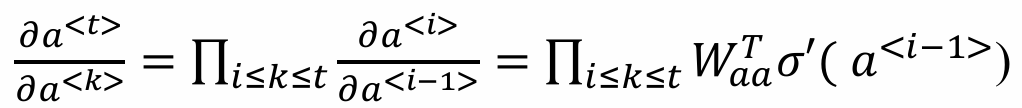 ∂a^{<t>}/∂a^{<k>} = ∏_{i≤k≤t} ∂a^{<i>}/∂a^{<i−1>} = ∏_{i≤k≤t} W_{aa}^{T} σ′( a^{<i−1>})